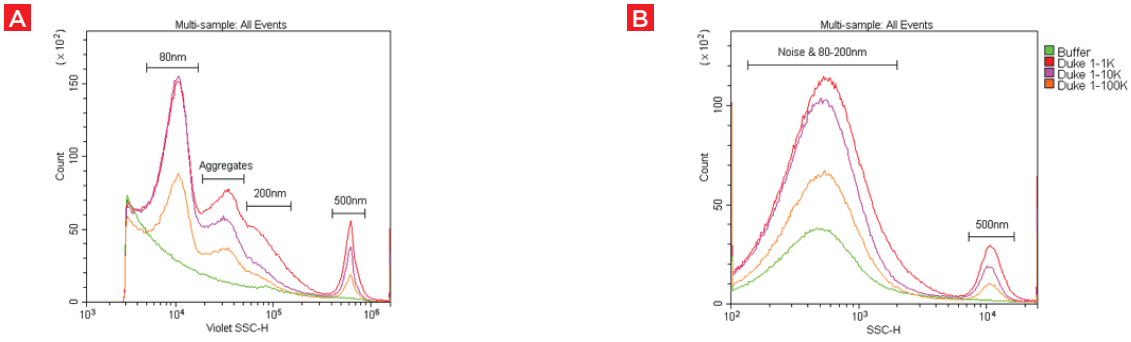 A
Multi-sample: All Events
( x 10²)
150
100
50
0
Count
80nm
Aggregates
200nm
500nm
10³
10⁴
10⁵
10⁶
Violet SSC-H
B
Multi-sample: All Events
( x 10²)
100
50
0
Count
Noise & 80-200nm
500nm
10²
10³
10⁴
SSC-H
Buffer
Duke 1-1K
Duke 1-10K
Duke 1-100K